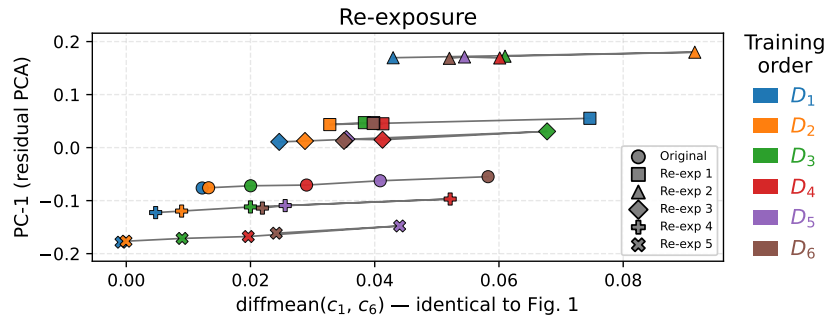 Re-exposure
PC-1 (residual PCA)
0.2
0.1
0.0
−0.1
−0.2
0.00
0.02
0.04
0.06
0.08
diffmean(c₁, c₆) — identical to Fig. 1
Original
Re-exp 1
Re-exp 2
Re-exp 3
Re-exp 4
Re-exp 5
Training
order
D₁
D₂
D₃
D₄
D₅
D₆